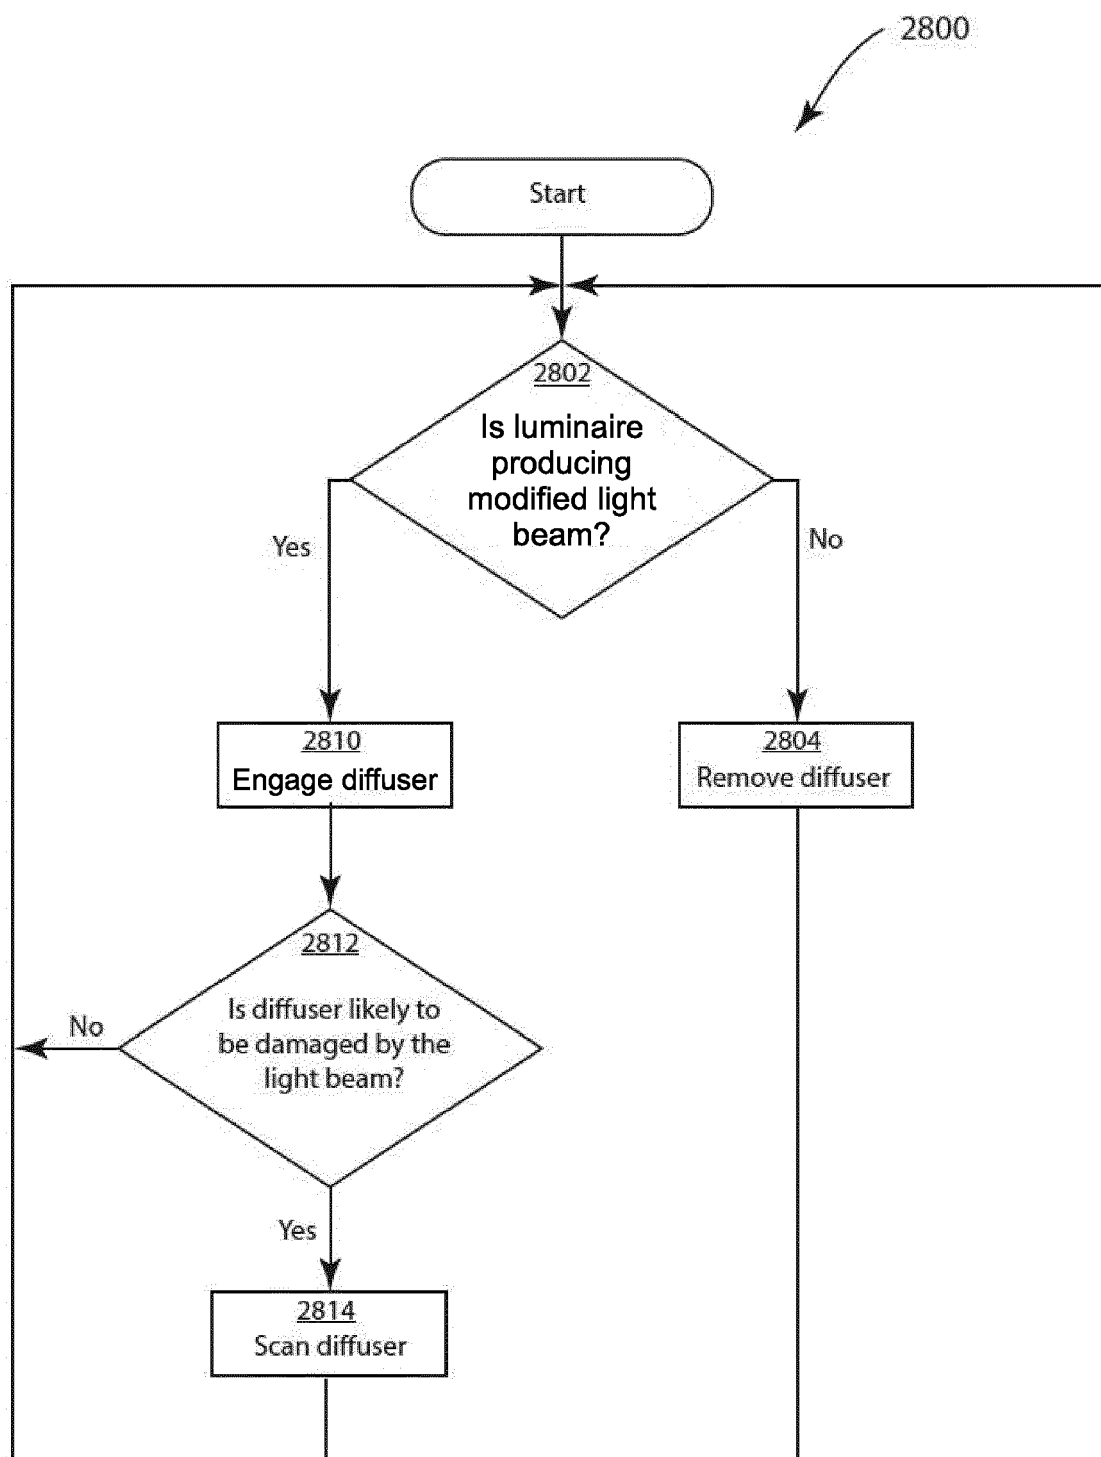 2800
Start
2802
Is luminaire
producing
modified light
beam?
Yes
No
2810
Engage diffuser
2804
Remove diffuser
2812
Is diffuser likely to
be damaged by the
light beam?
No
Yes
2814
Scan diffuser